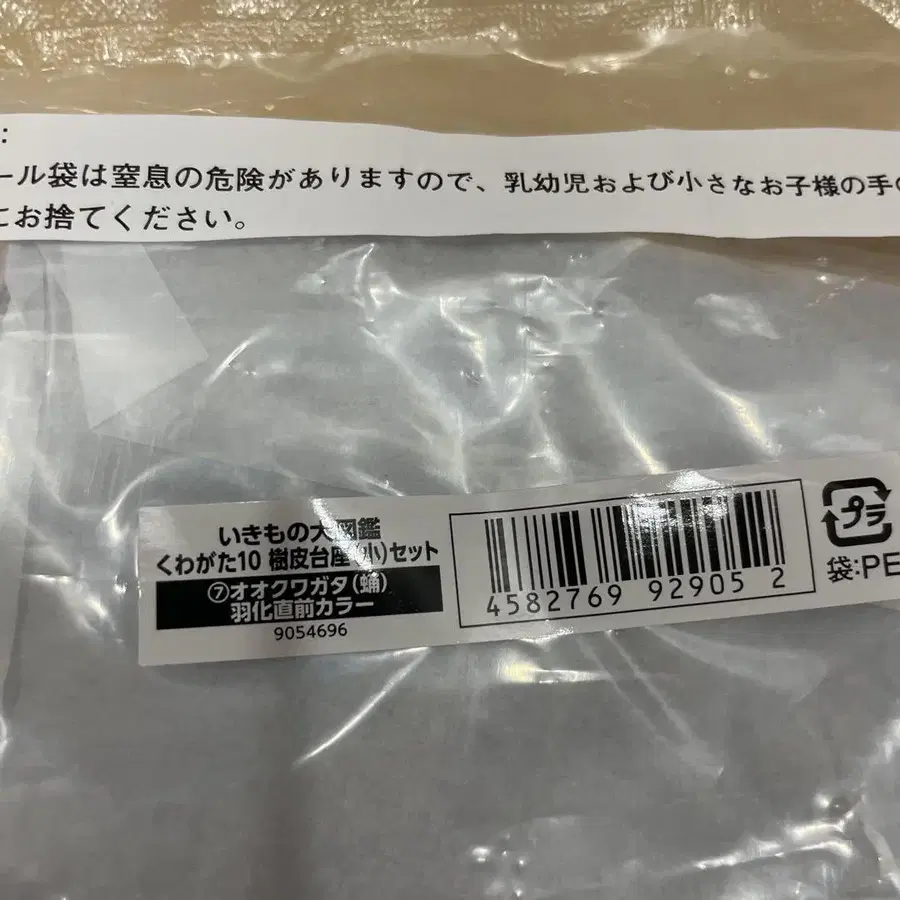 :
ール袋は窒息の危険がありますので、乳幼児および小さなお子様の手の
にお捨てください。
いきもの大図鑑
くわがた10 樹皮台座(小)セット
⑦オオクワガタ(蛹)
羽化直前カラー
9054696
4582769 92905 2
プラ
袋:PE